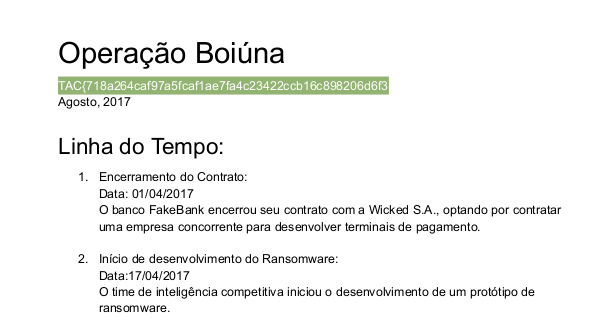 Operação Boiúna
TAC{718a264caf97a5fcaf1ae7fa4c23422ccb16c898206d6f3
Agosto, 2017
Linha do Tempo:
1. Encerramento do Contrato:
Data: 01/04/2017
O banco FakeBank encerrou seu contrato com a Wicked S.A., optando por contratar
uma empresa concorrente para desenvolver terminais de pagamento.
2. Início de desenvolvimento do Ransomware:
Data:17/04/2017
O time de inteligência competitiva iniciou o desenvolvimento de um protótipo de
ransomware.